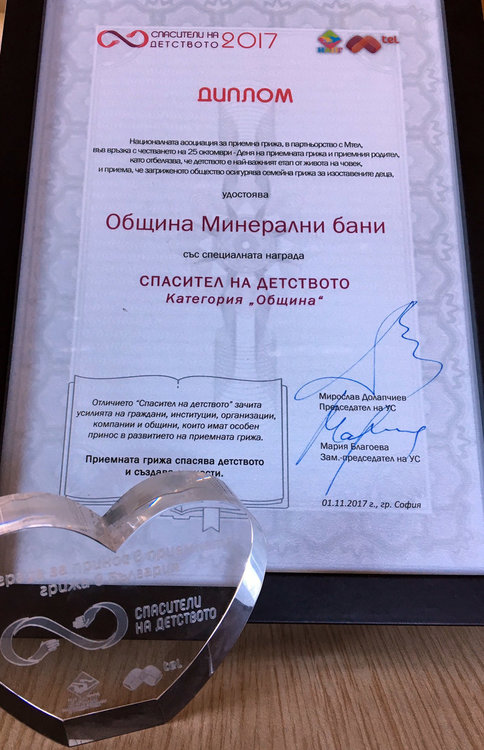 СПАСИТЕЛИ НА
ДЕТСТВОТО 2017
tel
ДИПЛОМ
Националната асоциация за приемна грижа, в партньорство с Мтел,
във връзка с честването на 25 октомври - Деня на приемната грижа и приемния родител,
като отбелязва, че детството е най-важният етап от живота на човек,
и приема, че загриженото общество осигурява семейна грижа за изоставените деца,
удостоява
Община Минерални бани
със специалната награда
СПАСИТЕЛ НА ДЕТСТВОТО
Категория „Община“
Отличието "Спасител на детството" зачита
усилията на граждани, институции, организации,
компании и общини, които имат особен
принос в развитието на приемната грижа.
Приемната грижа спасява детството
и създава
Мирослав Долапчиев
Председател на УС
Мария Благоева
Зам.-председател на УС
01.11.2017 г., гр. София
за принос в
грижа
СПАСИТЕЛИ
НА ДЕТСТВОТО
tel